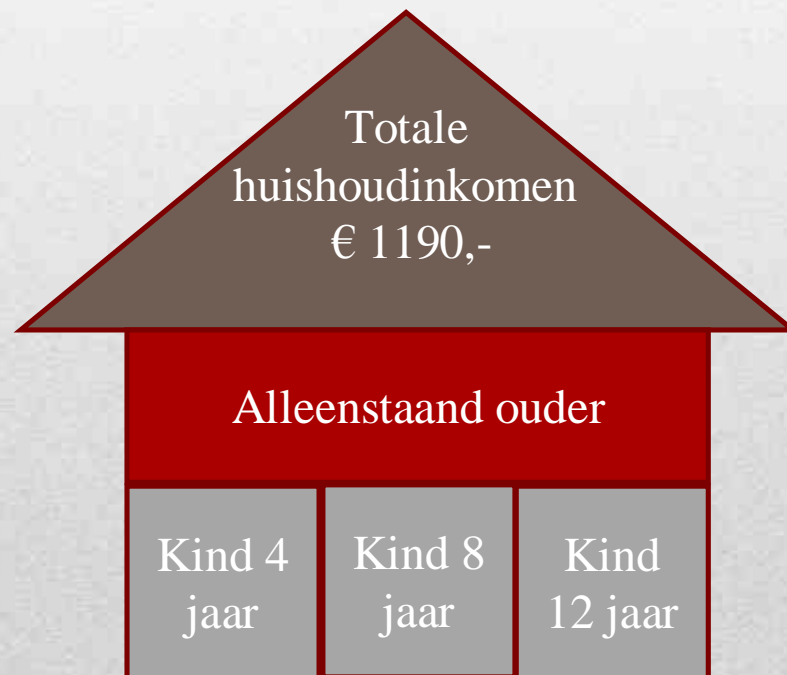 Totale
huishoudinkomen
€ 1190,-
Alleenstaand ouder
Kind 4
jaar
Kind 8
jaar
Kind
12 jaar